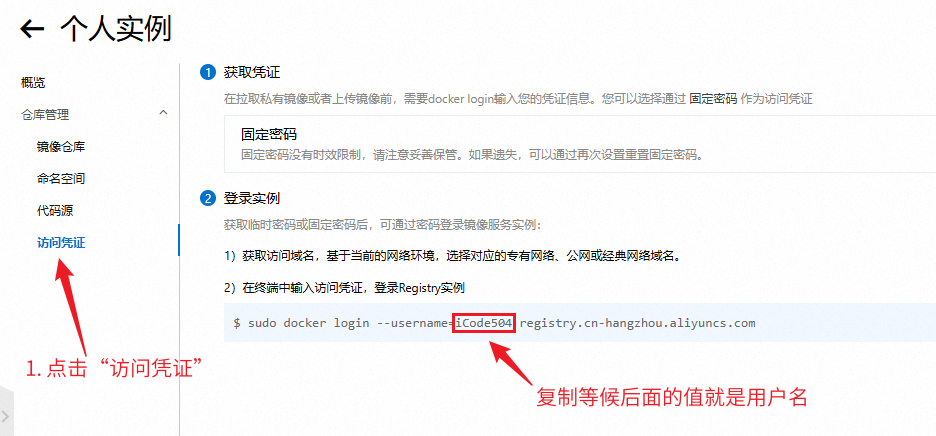 个人实例
概览
仓库管理
镜像仓库
命名空间
代码源
访问凭证
1. 点击“访问凭证”
1 获取凭证
在拉取私有镜像或者上传镜像前，需要docker login输入您的凭证信息。您可以选择通过 固定密码 作为访问凭证
固定密码
固定密码没有时效限制，请注意妥善保管。如果遗失，可以通过再次设置重置固定密码。
2 登录实例
获取临时密码或固定密码后，可通过密码登录镜像服务实例：
1）获取访问域名，基于当前的网络环境，选择对应的专有网络、公网或经典网络域名。
2）在终端中输入访问凭证，登录Registry实例
$ sudo docker login --username=iCode504 registry.cn-hangzhou.aliyuncs.com
复制等候后面的值就是用户名